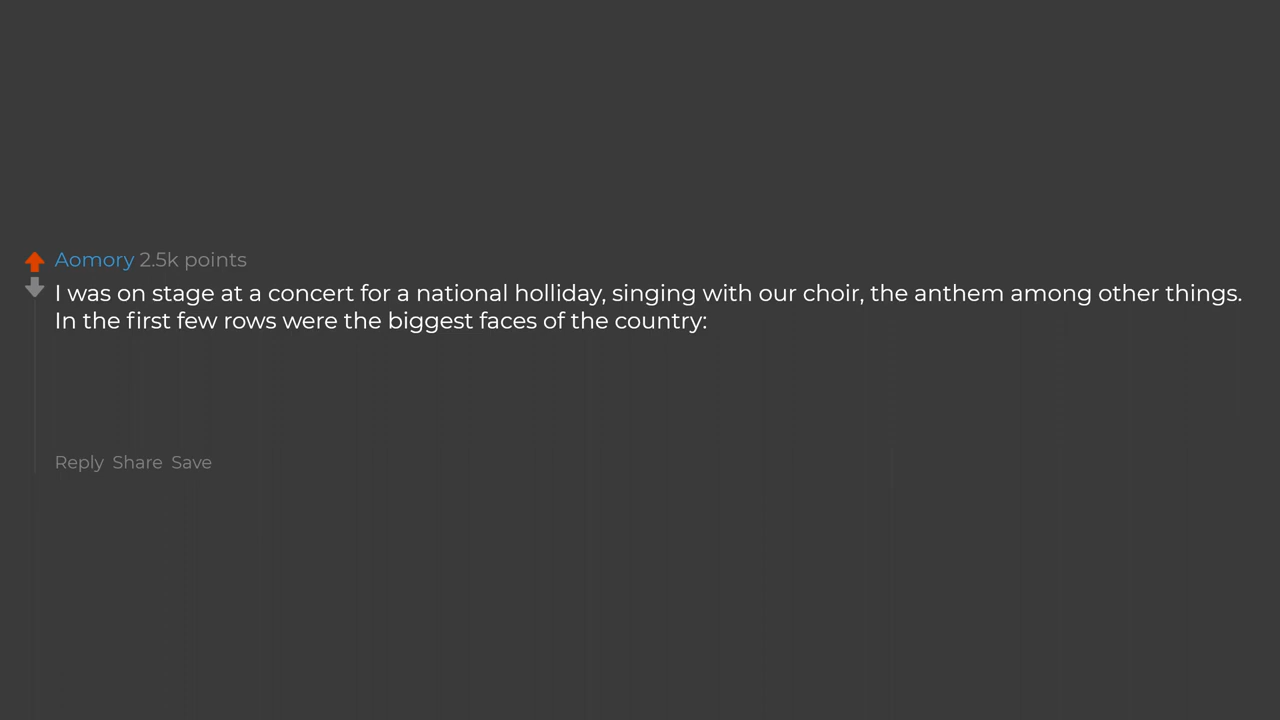 Aomory 2.5k points
I was on stage at a concert for a national holliday, singing with our choir, the anthem among other things.
In the first few rows were the biggest faces of the country:
Reply Share Save